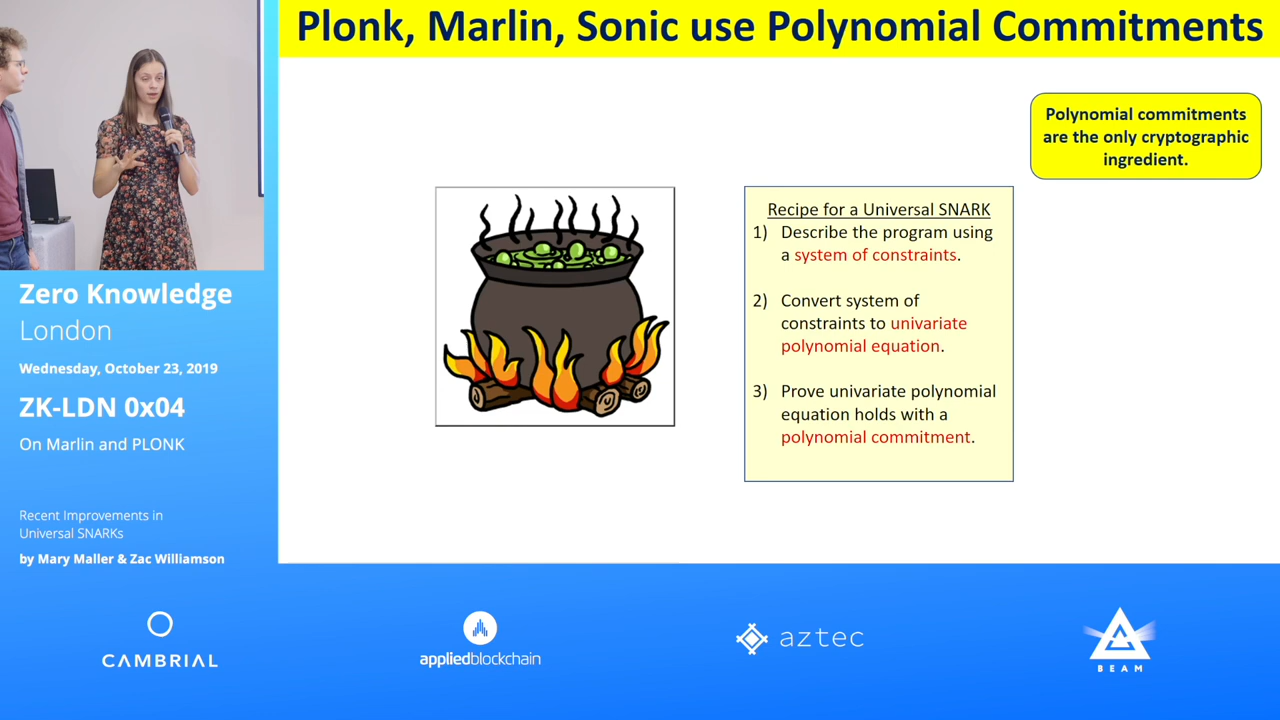 Plonk, Marlin, Sonic use Polynomial Commitments
Polynomial commitments
are the only cryptographic
ingredient.
Recipe for a Universal SNARK
1) Describe the program using
a system of constraints.
2) Convert system of
constraints to univariate
polynomial equation.
3) Prove univariate polynomial
equation holds with a
polynomial commitment.
Zero Knowledge
London
Wednesday, October 23, 2019
ZK-LDN 0x04
On Marlin and PLONK
Recent Improvements in
Universal SNARKs
by Mary Maller & Zac Williamson
CAMBRIAL
appliedblockchain
aztec
BEAM